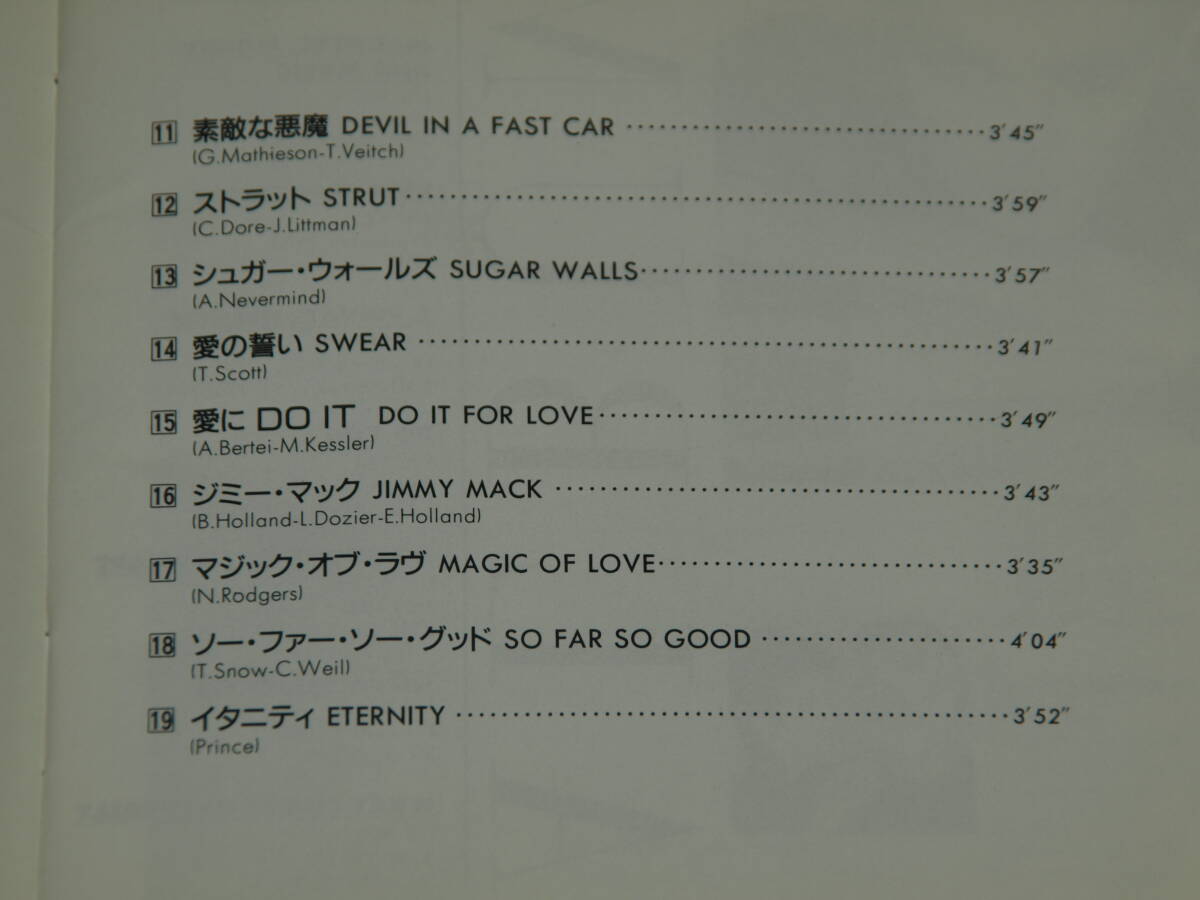 11 素敵な悪魔 DEVIL IN A FAST CAR ‥‥‥‥‥‥‥‥‥‥‥‥‥‥‥‥ 3′45″
(G.Mathieson-T.Veitch)
12 ストラット STRUT ‥‥‥‥‥‥‥‥‥‥‥‥‥‥‥‥ 3′59″
(C.Dore-J.Littman)
13 シュガー・ウォールズ SUGAR WALLS ‥‥‥‥‥‥‥‥‥‥‥‥‥‥‥‥ 3′57″
(A.Nevermind)
14 愛の誓い SWEAR ‥‥‥‥‥‥‥‥‥‥‥‥‥‥‥‥ 3′41″
(T.Scott)
15 愛に DO IT DO IT FOR LOVE ‥‥‥‥‥‥‥‥‥‥‥‥‥‥‥‥ 3′49″
(A.Bertei-M.Kessler)
16 ジミー・マック JIMMY MACK ‥‥‥‥‥‥‥‥‥‥‥‥‥‥‥‥ 3′43″
(B.Holland-L.Dozier-E.Holland)
17 マジック・オブ・ラヴ MAGIC OF LOVE ‥‥‥‥‥‥‥‥‥‥‥‥‥‥‥‥ 3′35″
(N.Rodgers)
18 ソー・ファー・ソー・グッド SO FAR SO GOOD ‥‥‥‥‥‥‥‥‥‥‥‥ 4′04″
(T.Snow-C.Weil)
19 イタニティ ETERNITY ‥‥‥‥‥‥‥‥‥‥‥‥‥‥‥‥ 3′52″
(Prince)